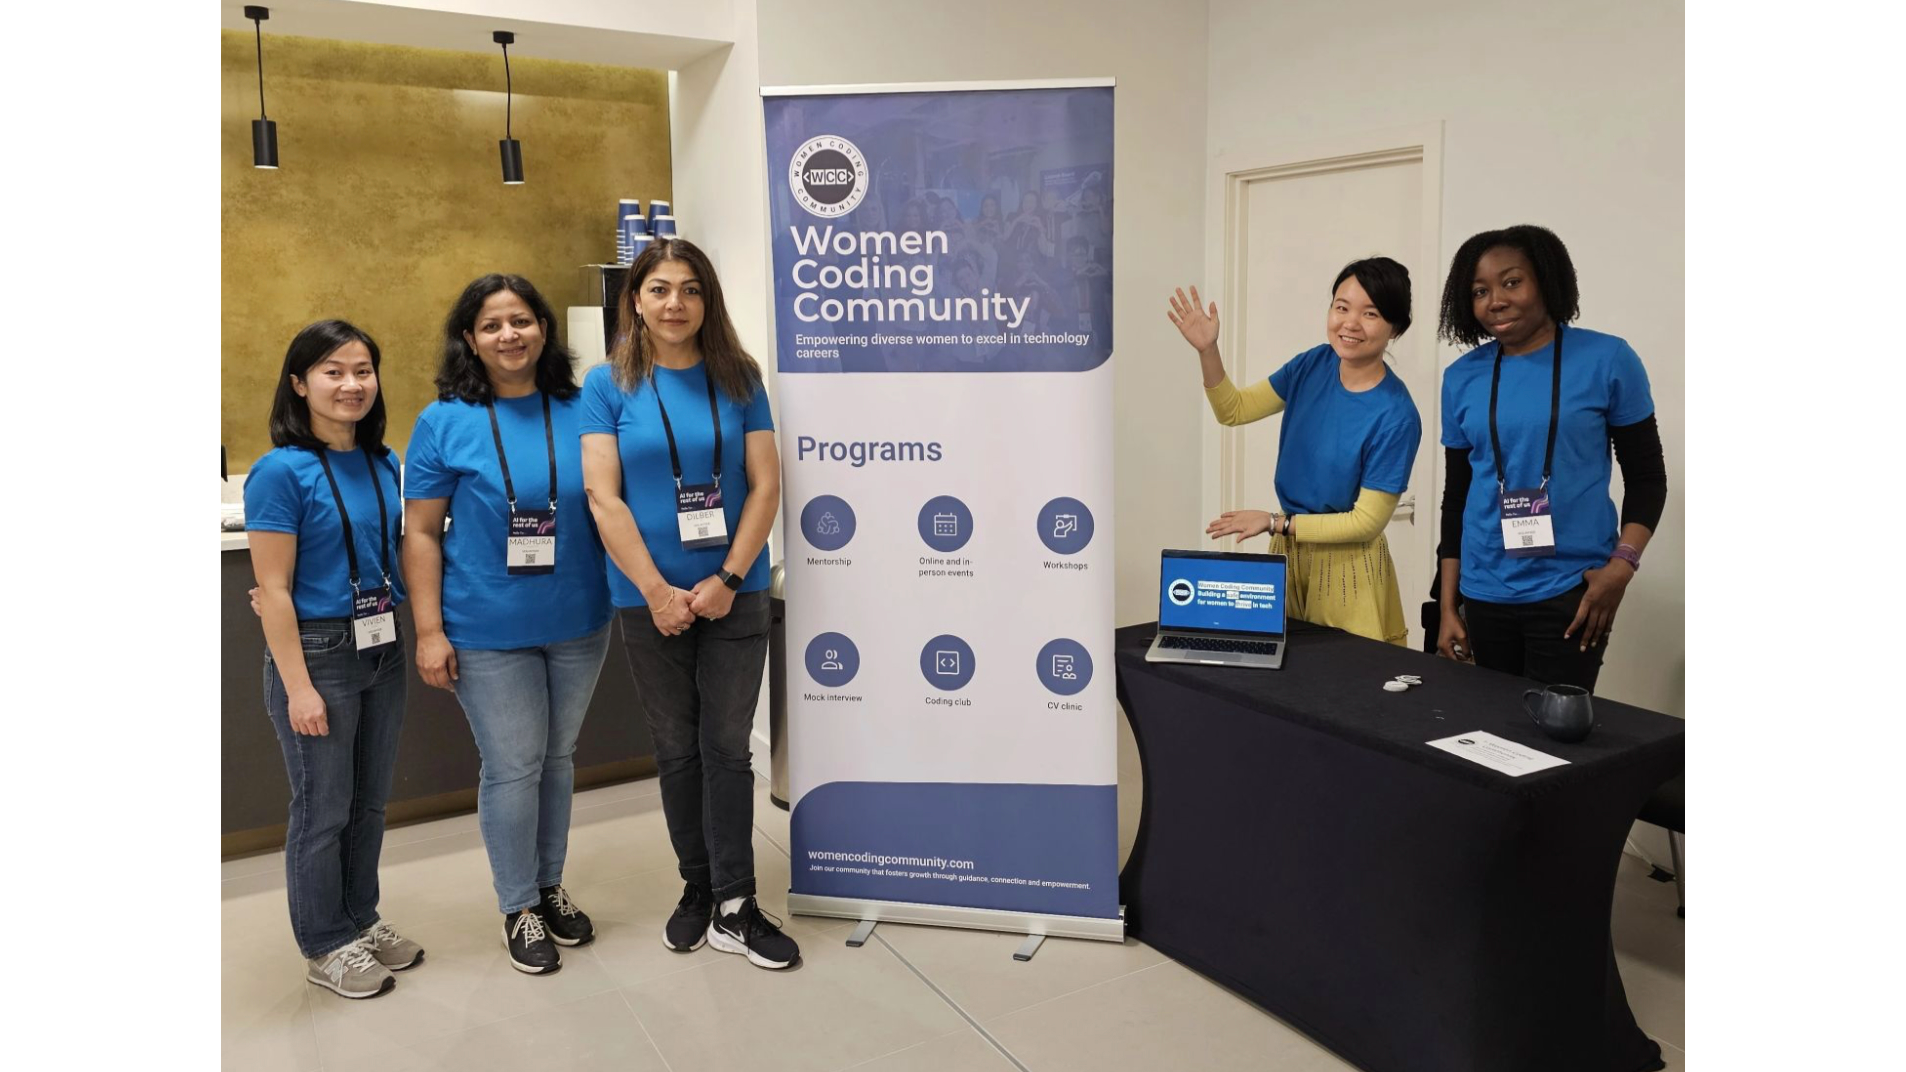 AI for the
rest of us
VIVIEN
AI for the
rest of us
MADHURA
AI for the
rest of us
DILBER
WOMEN CODING COMMUNITY
<WCC>
Women
Coding
Community
Empowering diverse women to excel in technology
careers
Programs
Mentorship
Online and in-
person events
Workshops
Mock interview
Coding club
CV clinic
womencodingcommunity.com
Join our community that fosters growth through guidance, connection and empowerment.
Women Coding Community
Building a safe environment
for women to thrive in tech
AI for the
rest of us
EMMA